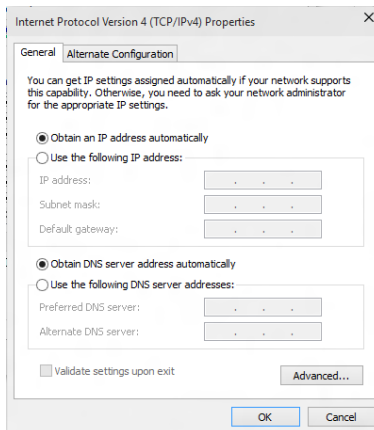 Internet Protocol Version 4 (TCP/IPv4) Properties
General
Alternate Configuration
You can get IP settings assigned automatically if your network supports
this capability. Otherwise, you need to ask your network administrator
for the appropriate IP settings.
Obtain an IP address automatically
Use the following IP address:
IP address:
Subnet mask:
Default gateway:
Obtain DNS server address automatically
Use the following DNS server addresses:
Preferred DNS server:
Alternate DNS server:
Validate settings upon exit
Advanced...
OK
Cancel